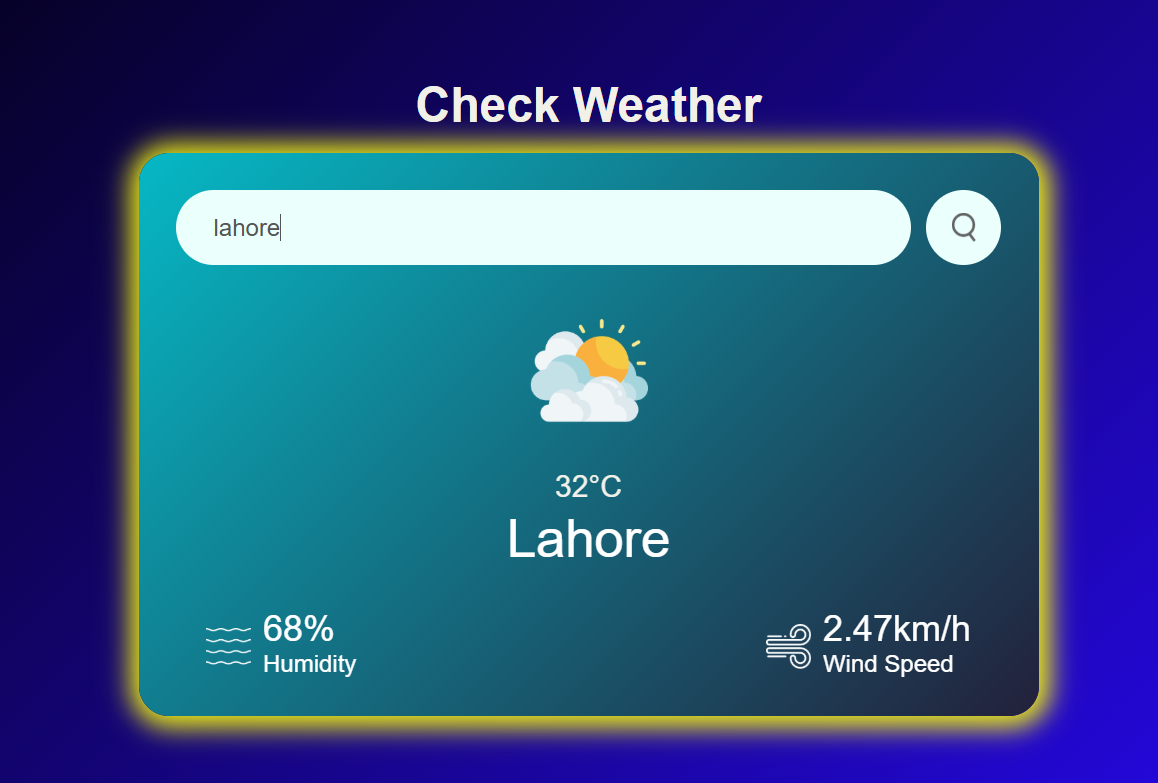 Check Weather
lahore
32°C
Lahore
68%
Humidity
2.47km/h
Wind Speed